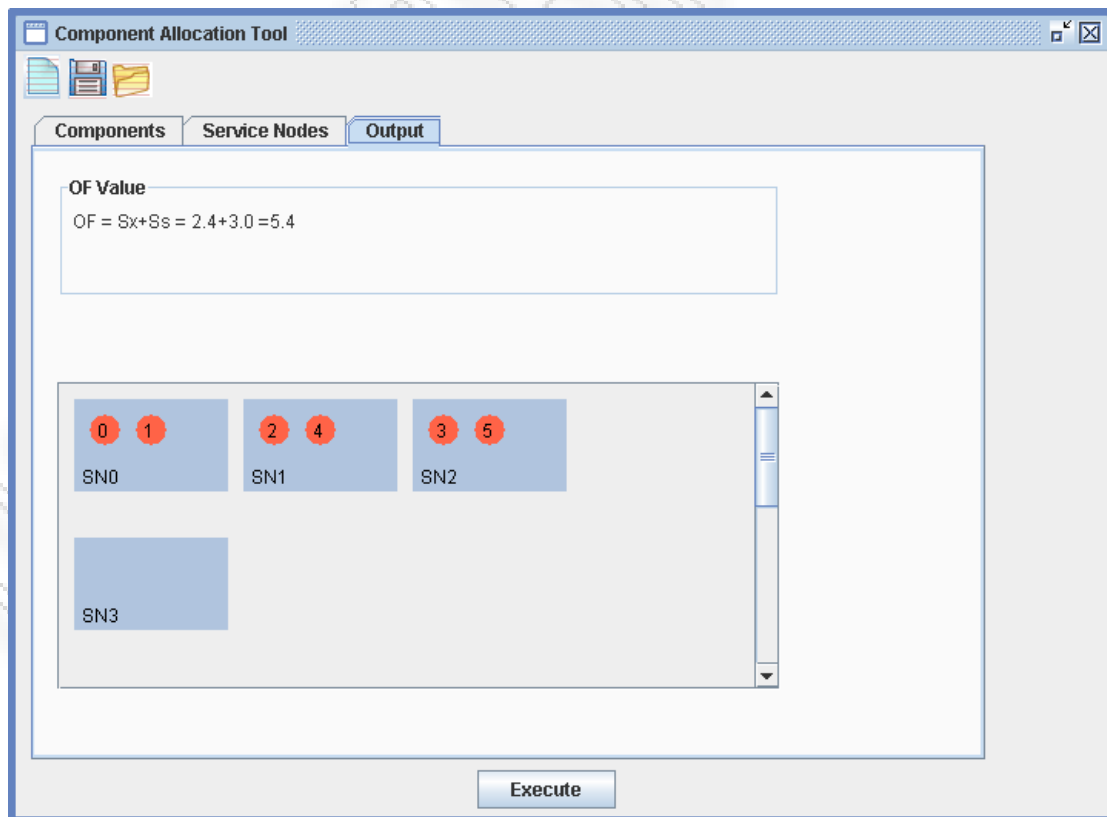 Component Allocation Tool
Components Service Nodes Output
OF Value
OF = Sx+Ss = 2.4+3.0 =5.4
0 1 2 4 3 5
SN0 SN1 SN2
SN3
Execute